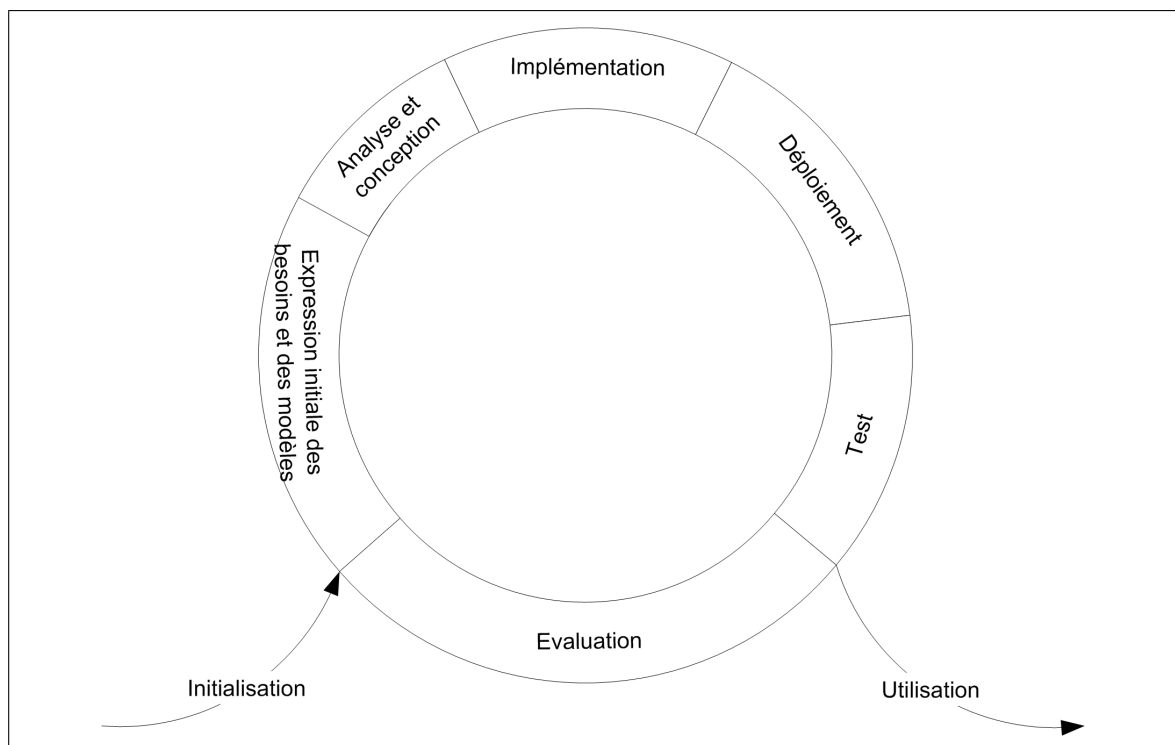 Implémentation
Analyse et
conception
Déploiement
Expression initiale des
besoins et des modèles
Test
Evaluation
Initialisation
Utilisation